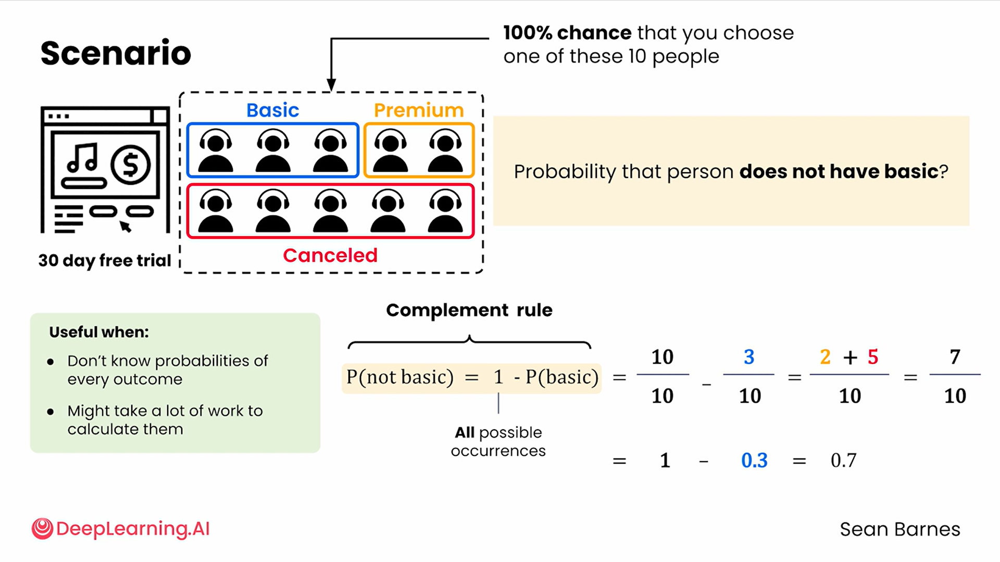 Scenario
100% chance that you choose
one of these 10 people
Basic
Premium
$
Canceled
30 day free trial
Probability that person does not have basic?
Useful when:
● Don't know probabilities of
every outcome
● Might take a lot of work to
calculate them
Complement rule
P(not basic) = 1 - P(basic) = 10/10 - 3/10 = 2 + 5/10 = 7/10
All possible
occurrences
= 1 - 0.3 = 0.7
DeepLearning.AI
Sean Barnes